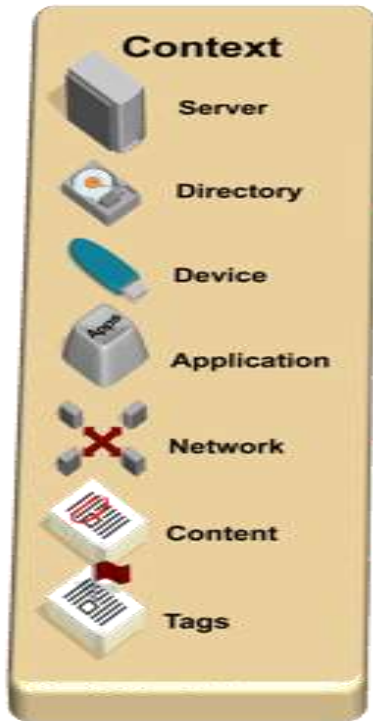 Context
Server
Directory
Device
Apps
Application
Network
Content
Tags